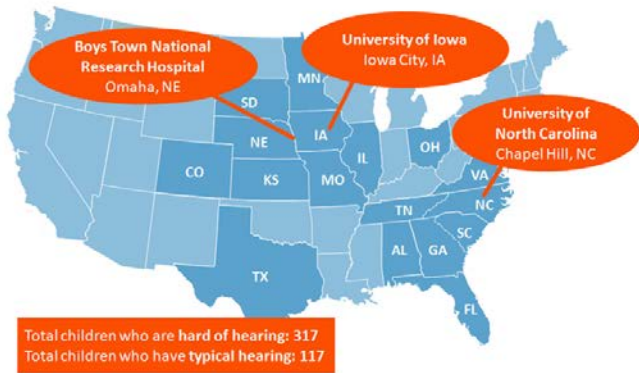 Boys Town National
Research Hospital
Omaha, NE
University of Iowa
Iowa City, IA
University of
North Carolina
Chapel Hill, NC
MN
SD
IA
NE
OH
IL
CO
VA
KS
MO
NC
TN
SC
AL
GA
TX
FL
Total children who are hard of hearing: 317
Total children who have typical hearing: 117